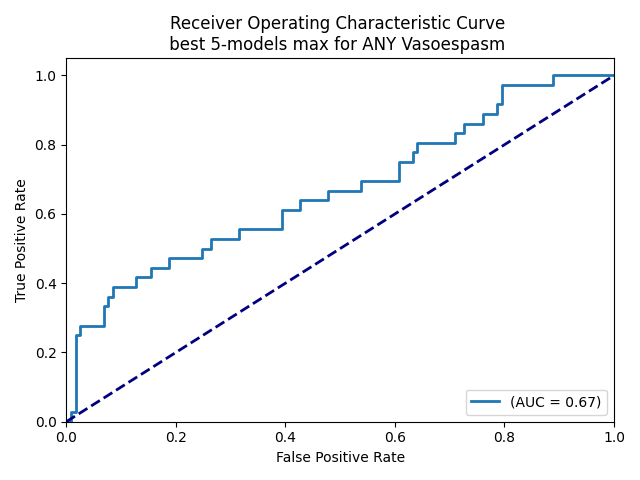 Receiver Operating Characteristic Curve
best 5-models max for ANY Vasoespasm
1.0
0.8
0.6
0.4
0.2
0.0
True Positive Rate
(AUC = 0.67)
0.0 0.2 0.4 0.6 0.8 1.0
False Positive Rate